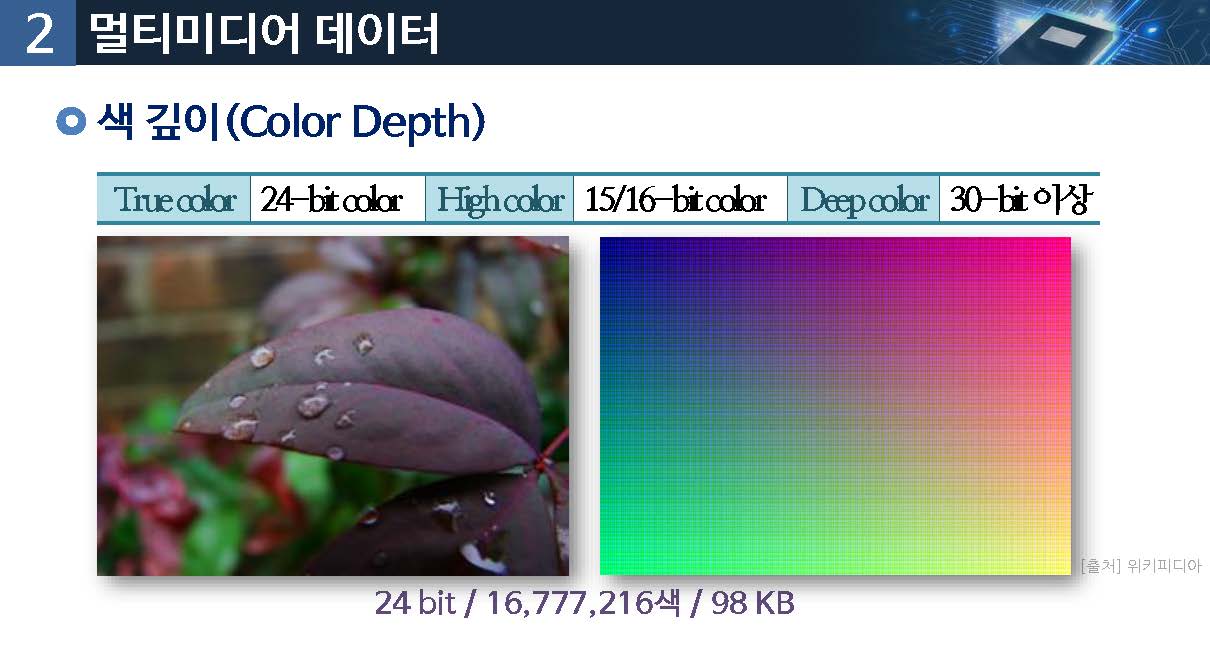 2 멀티미디어 데이터
색 깊이(Color Depth)
True color 24-bit color High color 15/16-bit color Deep color 30-bit 이상
[출처] 위키피디아
24 bit / 16,777,216색 / 98 KB